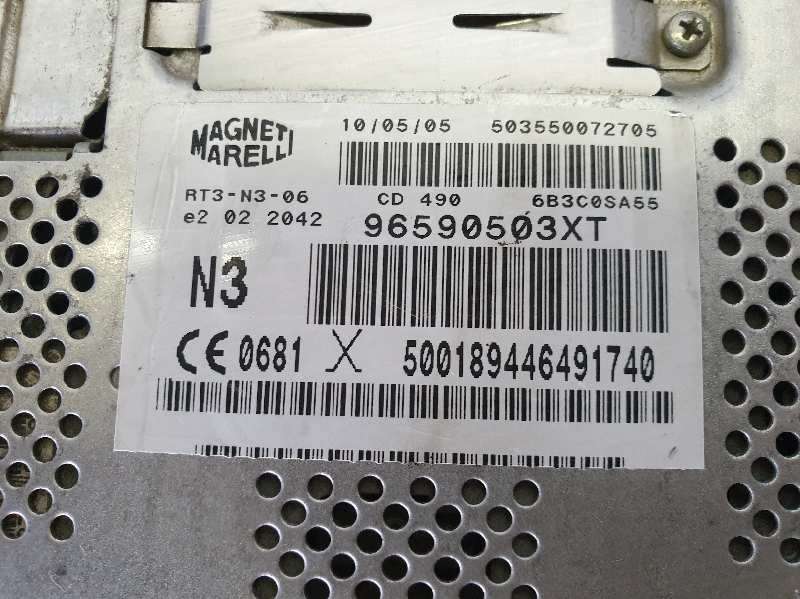 MAGNETI
MARELLI
10/05/05 503550072705
RT3-N3-06 CD 490 6B3C0SA55
e2 02 2042 96590503XT
N3
CE 0681 X 500189446491740